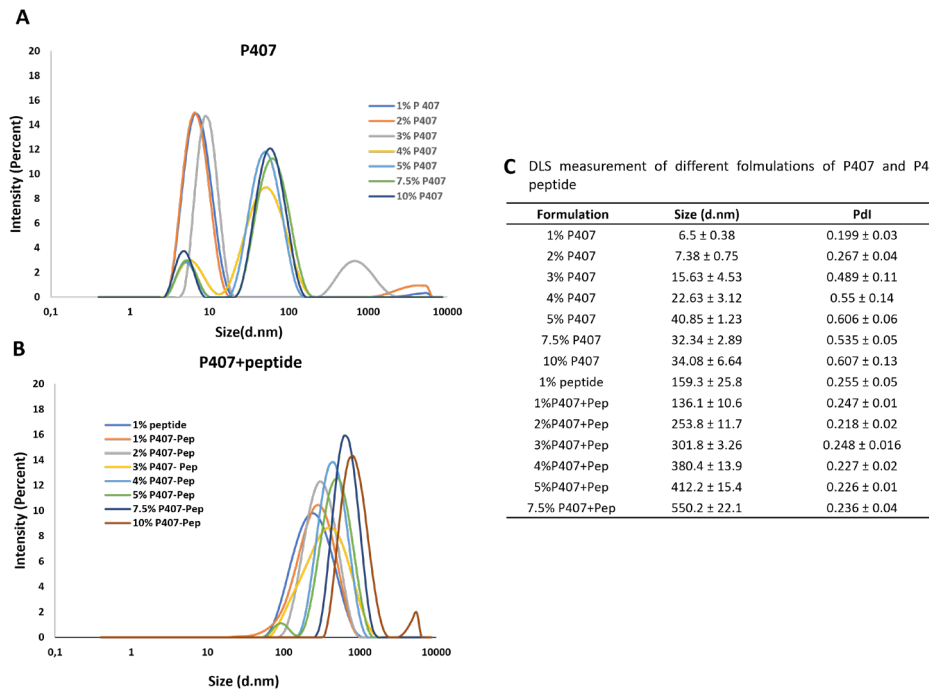 A
P407
Intensity (Percent)
20
18
16
14
12
10
8
6
4
2
0
0,1
1
10
100
1000
10000
Size(d.nm)
1% P 407
2% P407
3% P407
4% P407
5% P407
7.5% P407
10% P407
B
P407+peptide
Intensity (Percent)
20
18
16
14
12
10
8
6
4
2
0
0,1
1
10
100
1000
10000
Size (d.nm)
1% peptide
1% P407-Pep
2% P407-Pep
3% P407- Pep
4% P407-Pep
5% P407-Pep
7.5% P407-Pep
10% P407-Pep
C DLS measurement of different folmulations of P407 and P4
peptide
Formulation Size (d.nm) PdI
1% P407 6.5 ± 0.38 0.199 ± 0.03
2% P407 7.38 ± 0.75 0.267 ± 0.04
3% P407 15.63 ± 4.53 0.489 ± 0.11
4% P407 22.63 ± 3.12 0.55 ± 0.14
5% P407 40.85 ± 1.23 0.606 ± 0.06
7.5% P407 32.34 ± 2.89 0.535 ± 0.05
10% P407 34.08 ± 6.64 0.607 ± 0.13
1% peptide 159.3 ± 25.8 0.255 ± 0.05
1%P407+Pep 136.1 ± 10.6 0.247 ± 0.01
2%P407+Pep 253.8 ± 11.7 0.218 ± 0.02
3%P407+Pep 301.8 ± 3.26 0.248 ± 0.016
4%P407+Pep 380.4 ± 13.9 0.227 ± 0.02
5%P407+Pep 412.2 ± 15.4 0.226 ± 0.01
7.5% P407+Pep 550.2 ± 22.1 0.236 ± 0.04